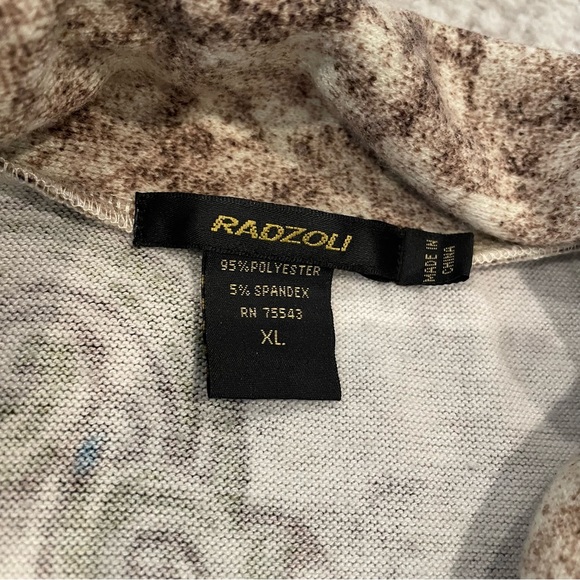 RADZOLI
MADE IN
CHINA
95%POLYESTER
5% SPANDEX
RN 75543
XL.